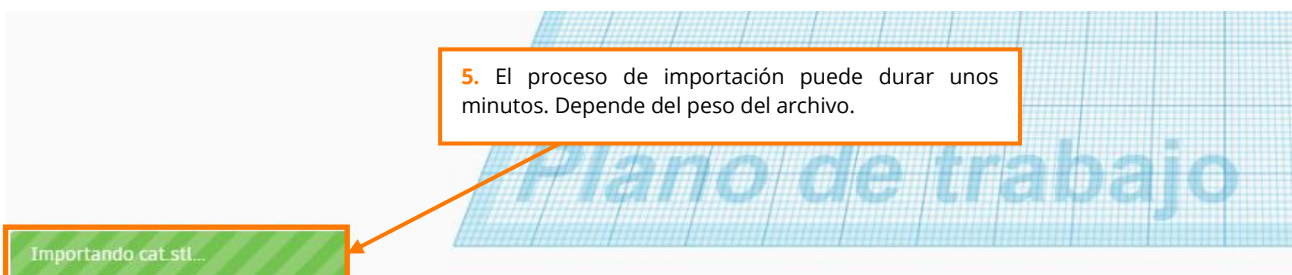 5. El proceso de importación puede durar unos
minutos. Depende del peso del archivo.
Plano de trabajo
Importando cat.stl...